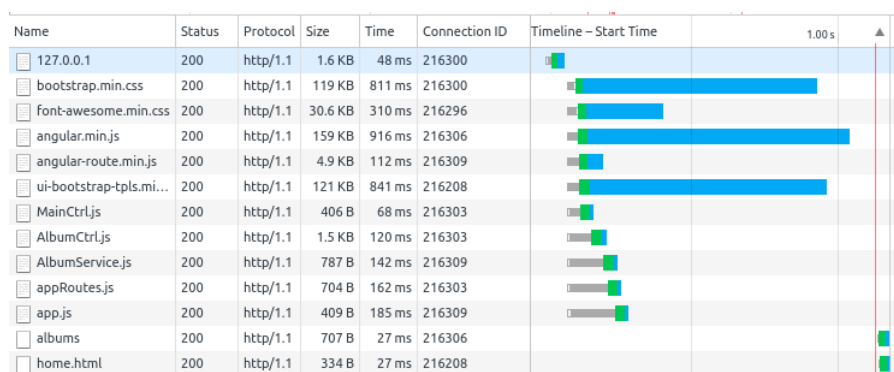 Name Status Protocol Size Time Connection ID Timeline – Start Time 1.00 s ▲
127.0.0.1 200 http/1.1 1.6 KB 48 ms 216300
bootstrap.min.css 200 http/1.1 119 KB 811 ms 216300
font-awesome.min.css 200 http/1.1 30.6 KB 310 ms 216296
angular.min.js 200 http/1.1 159 KB 916 ms 216306
angular-route.min.js 200 http/1.1 4.9 KB 112 ms 216309
ui-bootstrap-tpls.mi... 200 http/1.1 121 KB 841 ms 216208
MainCtrl.js 200 http/1.1 406 B 68 ms 216303
AlbumCtrl.js 200 http/1.1 1.5 KB 120 ms 216303
AlbumService.js 200 http/1.1 787 B 142 ms 216309
appRoutes.js 200 http/1.1 704 B 162 ms 216303
app.js 200 http/1.1 409 B 185 ms 216309
albums 200 http/1.1 707 B 27 ms 216306
home.html 200 http/1.1 334 B 27 ms 216208